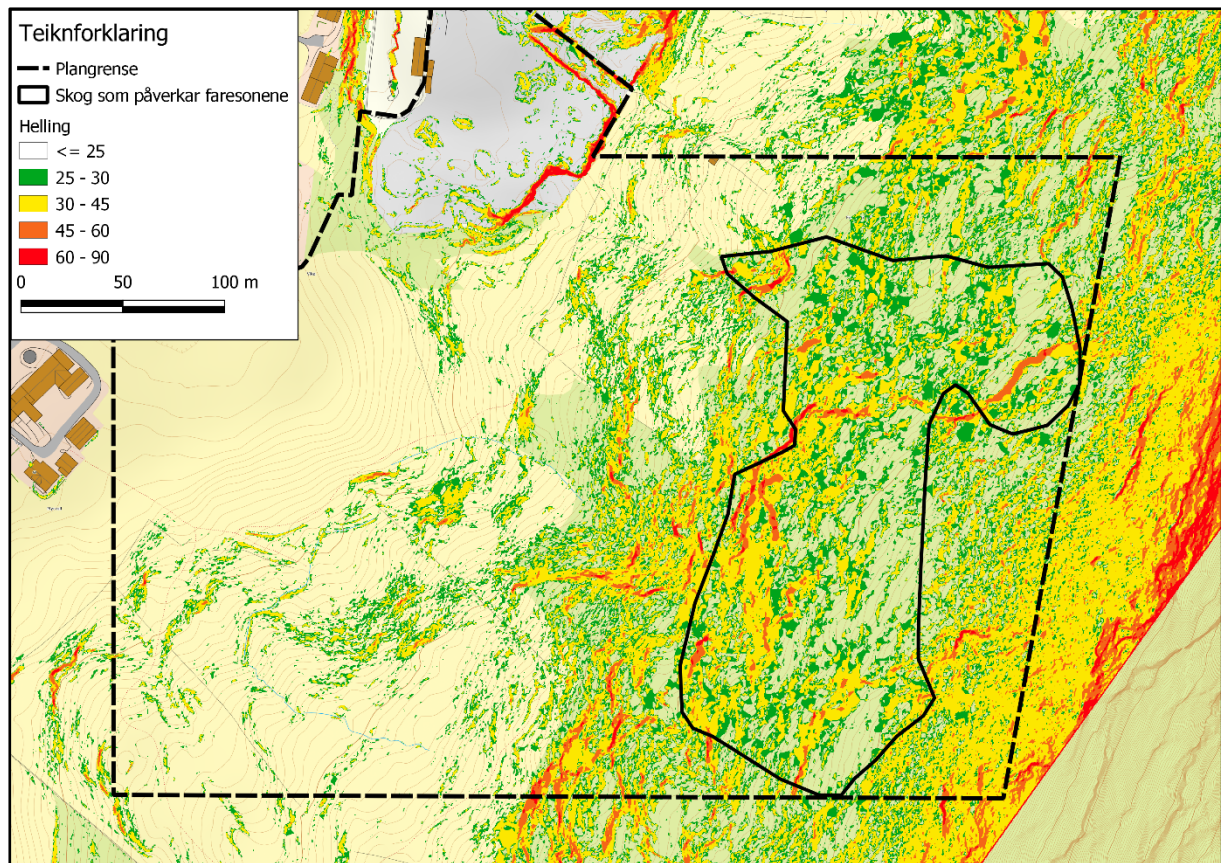 Teiknforklaring
Plangrense
Skog som påverkar faresonene
Helling
<= 25
25 - 30
30 - 45
45 - 60
60 - 90
0 50 100 m